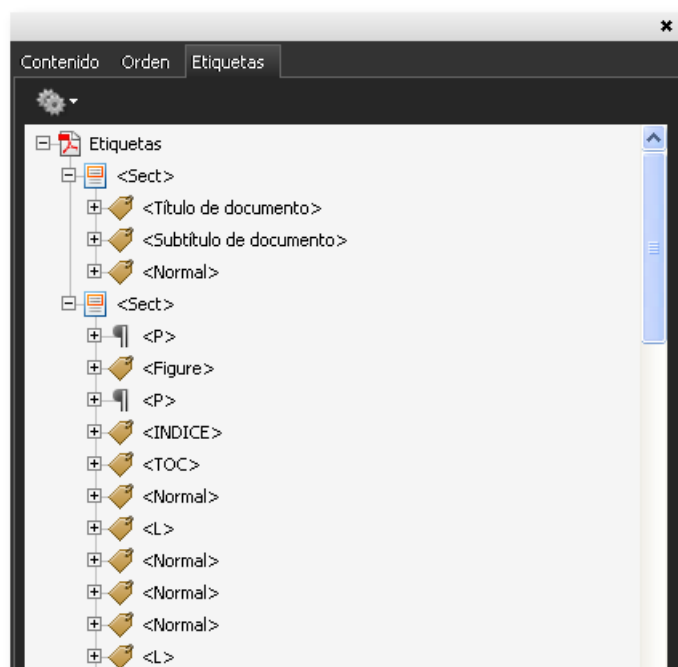 Contenido Orden Etiquetas
Etiquetas
<Sect>
<Título de documento>
<Subtítulo de documento>
<Normal>
<Sect>
<P>
<Figure>
<P>
<INDICE>
<TOC>
<Normal>
<L>
<Normal>
<Normal>
<Normal>
<L>